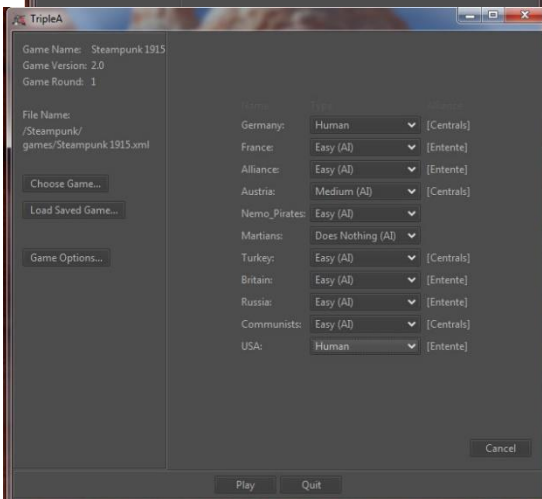 TripleA
Game Name: Steampunk 1915
Game Version: 2.0
Game Round: 1
File Name:
/Steampunk/
games/Steampunk 1915.xml
Choose Game...
Load Saved Game...
Game Options...
Name Type Alliance
Germany: Human [Centrals]
France: Easy (AI) [Entente]
Alliance: Easy (AI) [Entente]
Austria: Medium (AI) [Centrals]
Nemo_Pirates: Easy (AI)
Martians: Does Nothing (AI)
Turkey: Easy (AI) [Centrals]
Britain: Easy (AI) [Entente]
Russia: Easy (AI) [Entente]
Communists: Easy (AI) [Centrals]
USA: Human [Entente]
Cancel
Play Quit